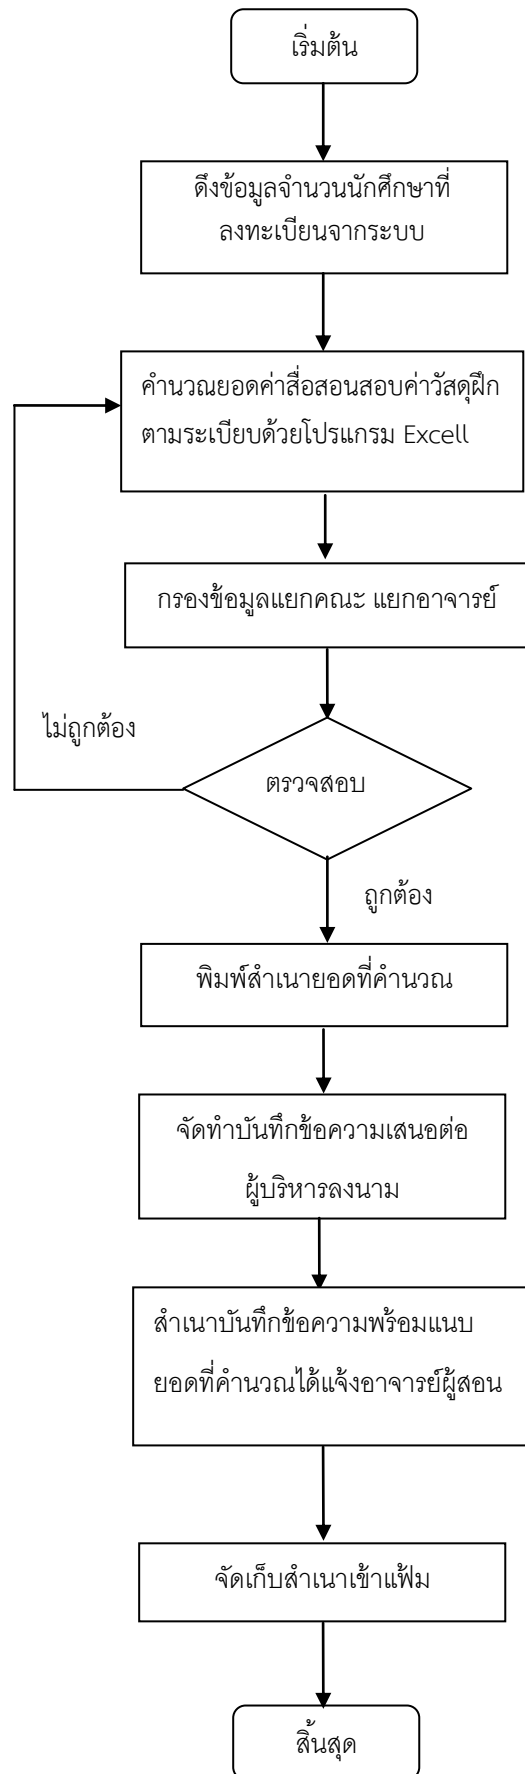 เริ่มต้น
ดึงข้อมูลจำนวนนักศึกษาที่
ลงทะเบียนจากระบบ
คำนวณยอดค่าสื่อสอนสอบค่าวัสดุฝึก
ตามระเบียบด้วยโปรแกรม Excell
กรองข้อมูลแยกคณะ แยกอาจารย์
ไม่ถูกต้อง
ตรวจสอบ
ถูกต้อง
พิมพ์สำเนายอดที่คำนวณ
จัดทำบันทึกข้อความเสนอต่อ
ผู้บริหารลงนาม
สำเนาบันทึกข้อความพร้อมแนบ
ยอดที่คำนวณได้แจ้งอาจารย์ผู้สอน
จัดเก็บสำเนาเข้าแฟ้ม
สิ้นสุด